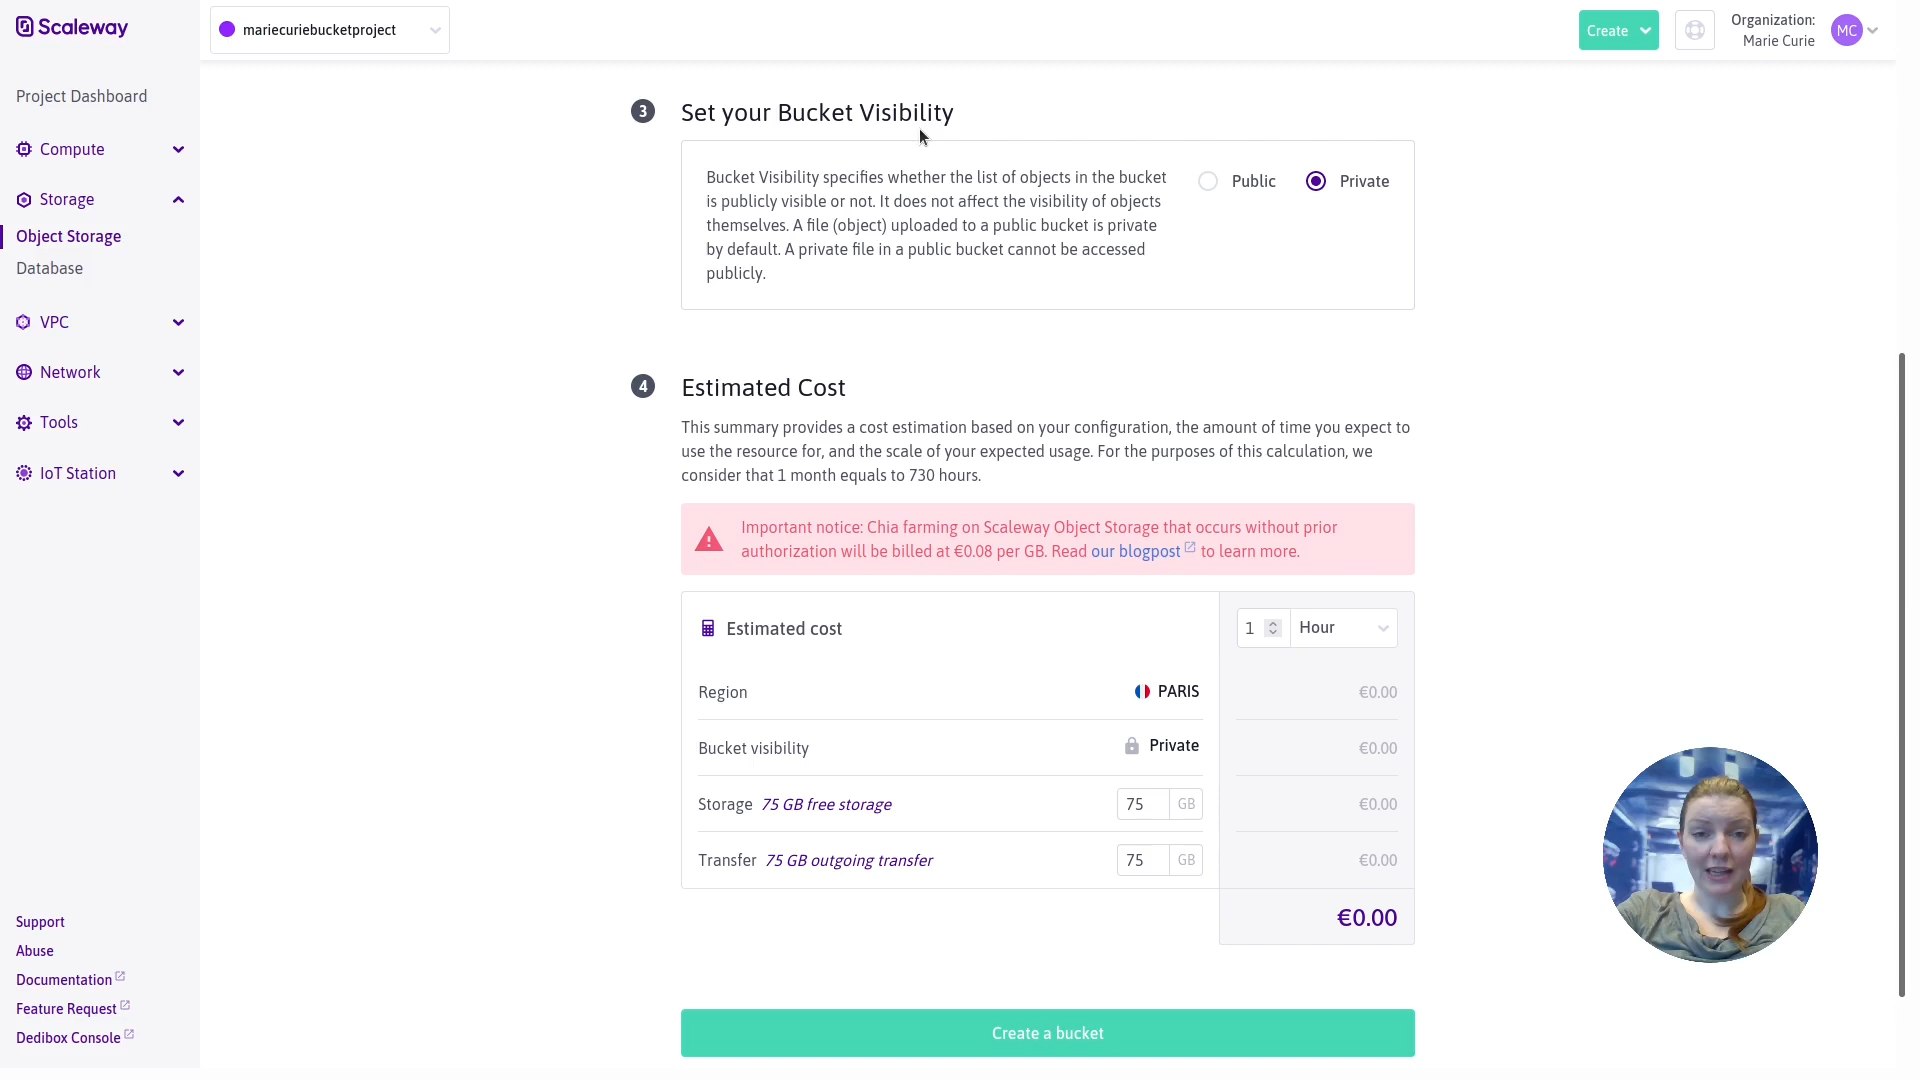 Scaleway
mariecuriebucketproject
Create
Organization:
Marie Curie
MC
Project Dashboard
Compute
Storage
Object Storage
Database
VPC
Network
Tools
IoT Station
Support
Abuse
Documentation
Feature Request
Dedibox Console
3
Set your Bucket Visibility
Bucket Visibility specifies whether the list of objects in the bucket
is publicly visible or not. It does not affect the visibility of objects
themselves. A file (object) uploaded to a public bucket is private
by default. A private file in a public bucket cannot be accessed
publicly.
Public
Private
4
Estimated Cost
This summary provides a cost estimation based on your configuration, the amount of time you expect to
use the resource for, and the scale of your expected usage. For the purposes of this calculation, we
consider that 1 month equals to 730 hours.
Important notice: Chia farming on Scaleway Object Storage that occurs without prior
authorization will be billed at €0.08 per GB. Read our blogpost to learn more.
Estimated cost
1 Hour
Region PARIS €0.00
Bucket visibility Private €0.00
Storage 75 GB free storage 75 GB €0.00
Transfer 75 GB outgoing transfer 75 GB €0.00
€0.00
Create a bucket